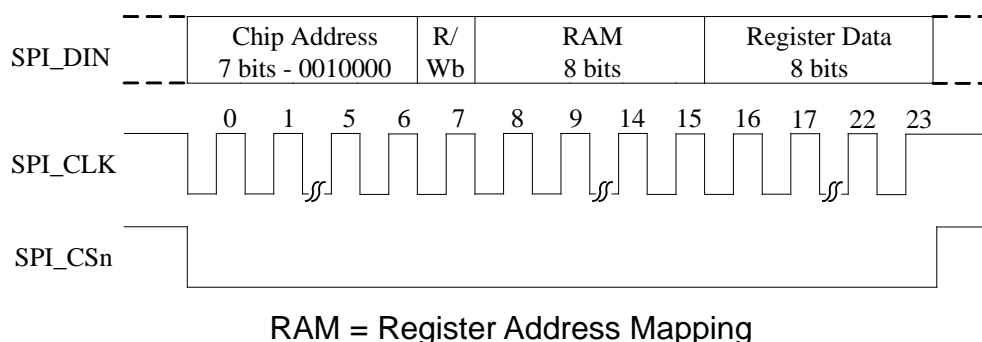 SPI_DIN
Chip Address
7 bits - 0010000
R/
Wb
RAM
8 bits
Register Data
8 bits
SPI_CLK
0 1 5 6 7 8 9 14 15 16 17 22 23
SPI_CSn
RAM = Register Address Mapping